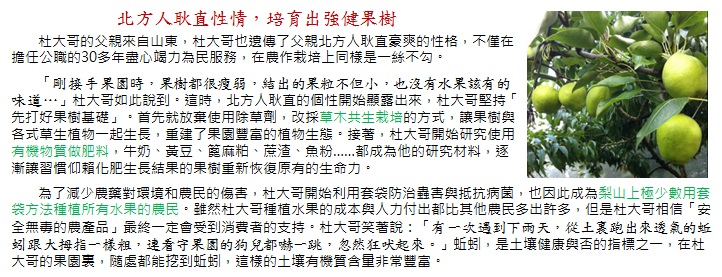 北方人耿直性情，培育出強健果樹
杜大哥的父親來自山東，杜大哥也遺傳了父親北方人耿直豪爽的性格，不僅在
擔任公職的30多年盡心竭力為民服務，在農作栽培上同樣是一絲不勾。
「剛接手果園時，果樹都很瘦弱，結出的果粒不但小，也沒有水果該有的
味道…」杜大哥如此說到。這時，北方人耿直的個性開始顯露出來，杜大哥堅持「
先打好果樹基礎」。首先就放棄使用除草劑，改採草木共生栽培的方式，讓果樹與
各式草生植物一起生長，重建了果園豐富的植物生態。接著，杜大哥開始研究使用
有機物質做肥料，牛奶、黃豆、篦麻粕、蔗渣、魚粉……都成為他的研究材料，逐
漸讓習慣仰賴化肥生長結果的果樹重新恢復原有的生命力。
為了減少農藥對環境和農民的傷害，杜大哥開始利用套袋防治蟲害與抵抗病菌，也因此成為梨山上極少數用套
袋方法種植所有水果的農民。雖然杜大哥種植水果的成本與人力付出都比其他農民多出許多，但是杜大哥相信「安
全無毒的農產品」最終一定會受到消費者的支持。杜大哥笑著說：「有一次遇到下雨天，從土裏跑出來透氣的蚯
蚓跟大拇指一樣粗，連看守果園的狗兒都嚇一跳，忽然狂吠起來。」蚯蚓，是土壤健康與否的指標之一，在杜
大哥的果園裏，隨處都能挖到蚯蚓，這樣的土壤有機質含量非常豐富。